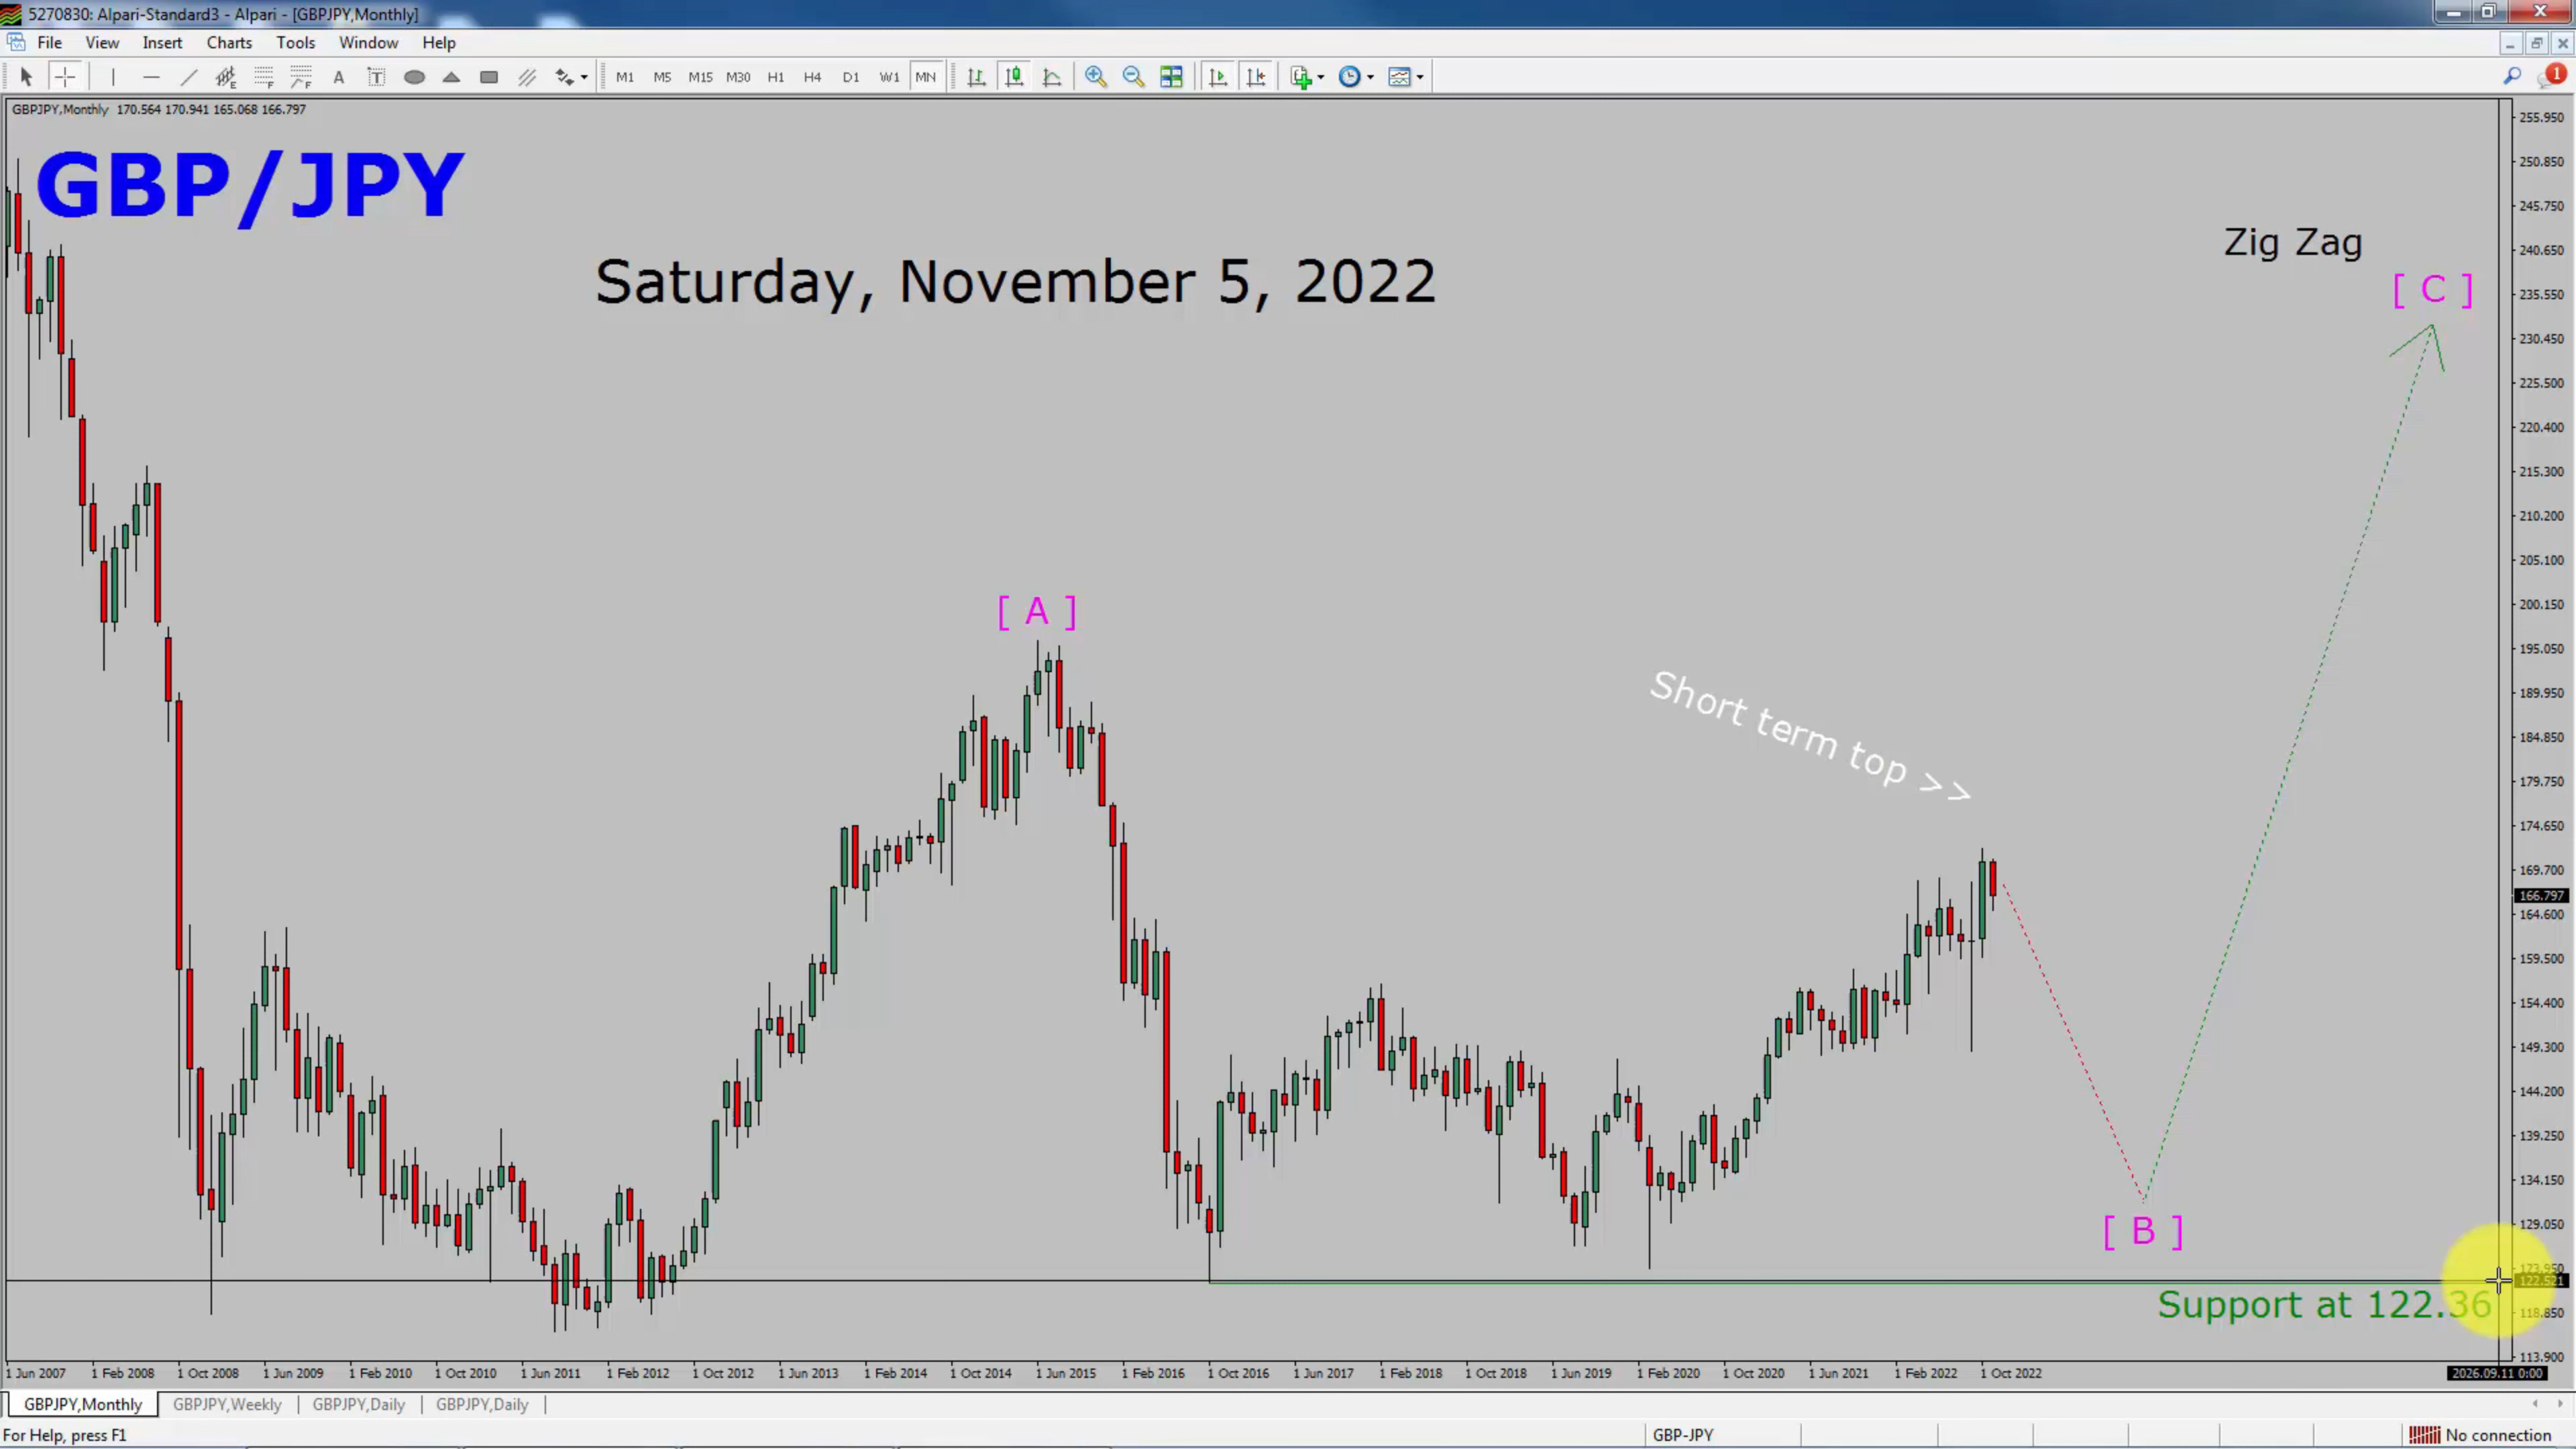 5270830: Alpari-Standard3 - Alpari - [GBPJPY,Monthly]
File View Insert Charts Tools Window Help
A T M1 M5 M15 M30 H1 H4 D1 W1 MN 1
GBPJPY,Monthly 170.564 170.941 165.068 166.797
GBP/JPY
Saturday, November 5, 2022
Zig Zag
[ C ]
[ A ]
Short term top >>
[ B ]
Support at 122.36
255.950
250.850
245.750
240.650
235.550
230.450
225.500
220.400
215.300
210.200
205.100
200.150
195.050
189.950
184.850
179.750
174.650
169.700
166.797
164.600
159.500
154.400
149.300
144.200
139.250
134.150
129.050
123.950
122.521
118.850
113.900
1 Jun 2007 1 Feb 2008 1 Oct 2008 1 Jun 2009 1 Feb 2010 1 Oct 2010 1 Jun 2011 1 Feb 2012 1 Oct 2012 1 Jun 2013 1 Feb 2014 1 Oct 2014 1 Jun 2015 1 Feb 2016 1 Oct 2016 1 Jun 2017 1 Feb 2018 1 Oct 2018 1 Jun 2019 1 Feb 2020 1 Oct 2020 1 Jun 2021 1 Feb 2022 1 Oct 2022 2026.09.11 0:00
GBPJPY,Monthly GBPJPY,Weekly GBPJPY,Daily GBPJPY,Daily
For Help, press F1 GBP-JPY No connection